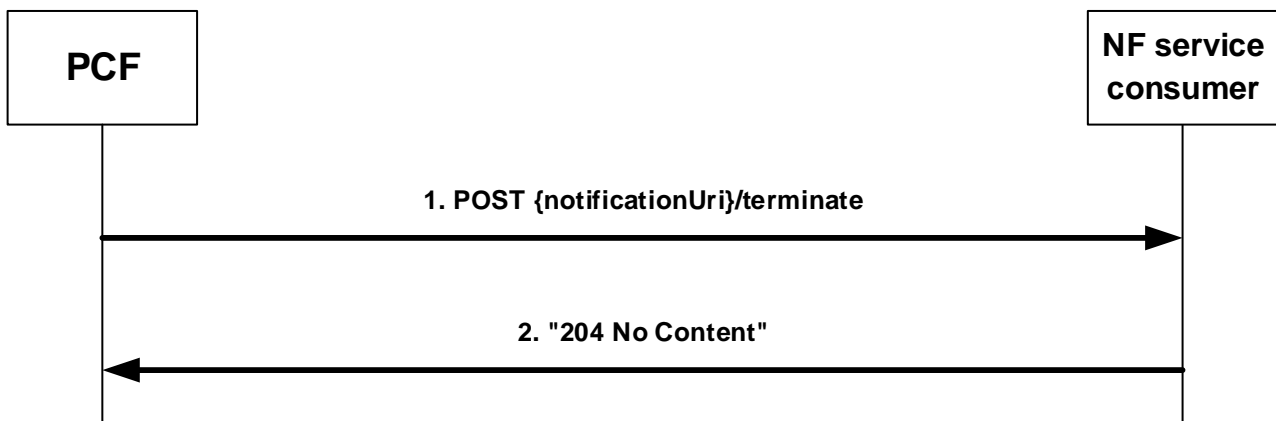 PCF
NF service
consumer
1. POST {notificationUri}/terminate
2. "204 No Content"